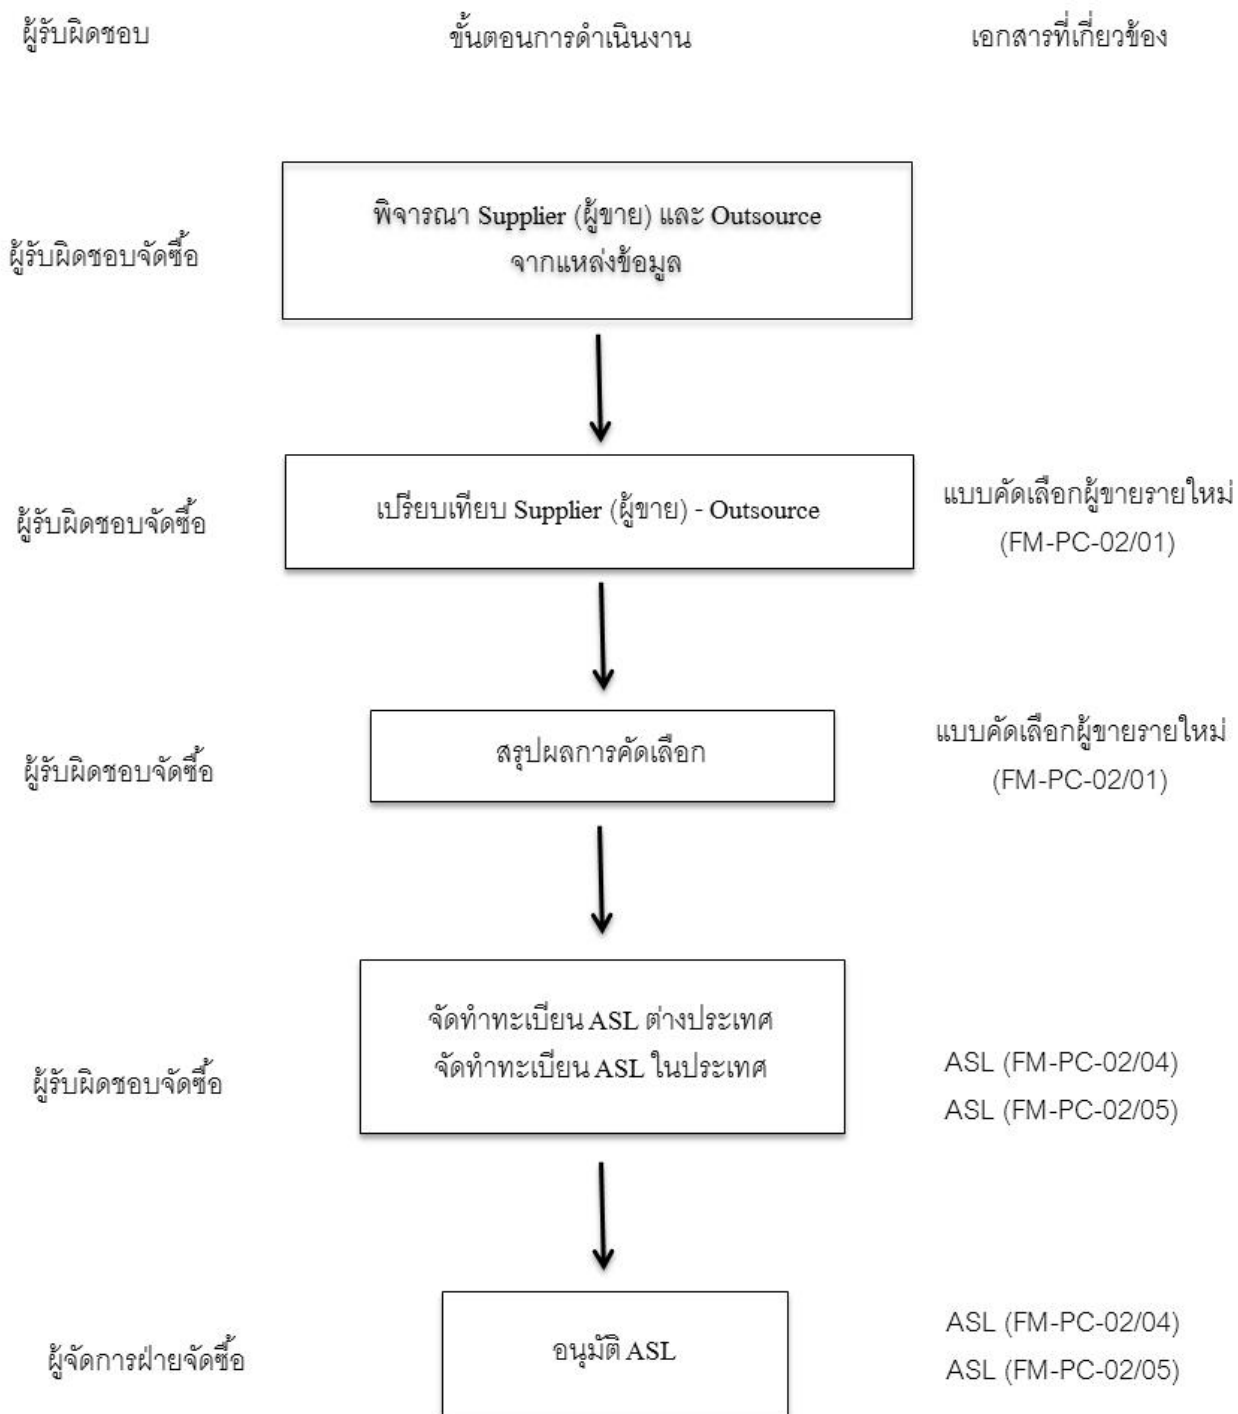 ผู้รับผิดชอบ
ขั้นตอนการดำเนินงาน
เอกสารที่เกี่ยวข้อง
ผู้รับผิดชอบจัดซื้อ
พิจารณา Supplier (ผู้ขาย) และ Outsource
จากแหล่งข้อมูล
ผู้รับผิดชอบจัดซื้อ
เปรียบเทียบ Supplier (ผู้ขาย) - Outsource
แบบคัดเลือกผู้ขายรายใหม่
(FM-PC-02/01)
ผู้รับผิดชอบจัดซื้อ
สรุปผลการคัดเลือก
แบบคัดเลือกผู้ขายรายใหม่
(FM-PC-02/01)
ผู้รับผิดชอบจัดซื้อ
จัดทำทะเบียน ASL ต่างประเทศ
จัดทำทะเบียน ASL ในประเทศ
ASL (FM-PC-02/04)
ASL (FM-PC-02/05)
ผู้จัดการฝ่ายจัดซื้อ
อนุมัติ ASL
ASL (FM-PC-02/04)
ASL (FM-PC-02/05)